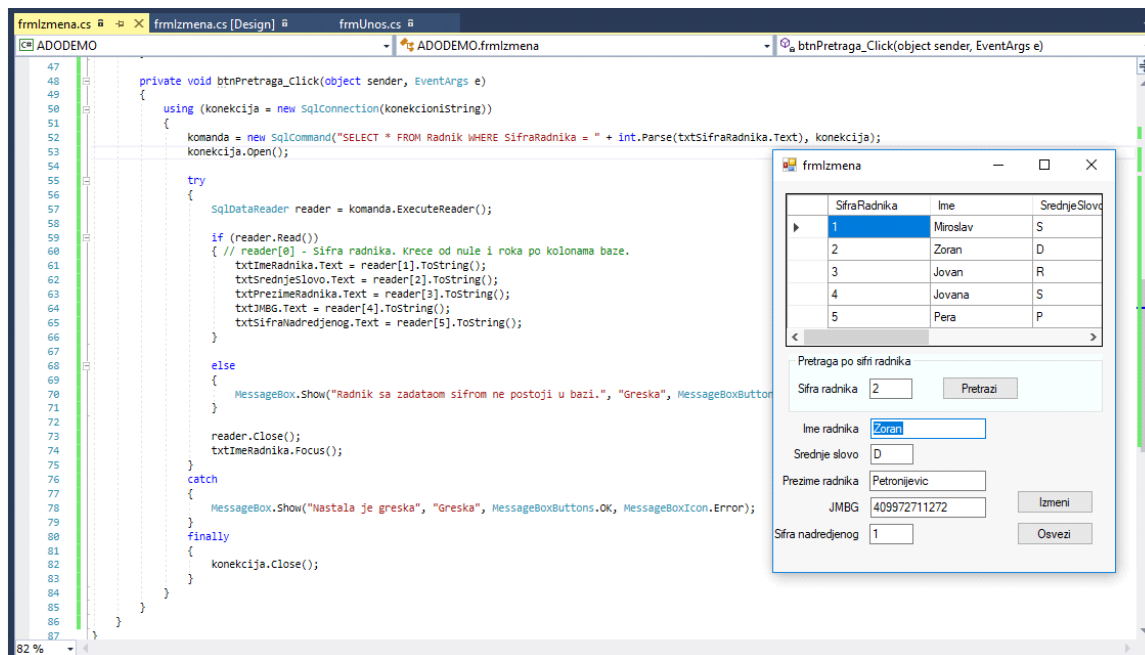 frmIzmena.cs
frmIzmena.cs [Design]
frmUnos.cs
C# ADODEMO
ADODEMO.frmIzmena
btnPretraga_Click(object sender, EventArgs e)
47
48 private void btnPretraga_Click(object sender, EventArgs e)
49 {
50 using (konekcija = new SqlConnection(konekcioniString))
51 {
52 komanda = new SqlCommand("SELECT * FROM Radnik WHERE SifraRadnika = " + int.Parse(txtSifraRadnika.Text), konekcija);
53 konekcija.Open();
54
55 try
56 {
57 SqlDataReader reader = komanda.ExecuteReader();
58
59 if (reader.Read())
60 { // reader[0] - Sifra radnika. Krece od nule i roka po kolonama baze.
61 txtImeRadnika.Text = reader[1].ToString();
62 txtSrednjeSlovo.Text = reader[2].ToString();
63 txtPrezimeRadnika.Text = reader[3].ToString();
64 txtJMBG.Text = reader[4].ToString();
65 txtSifraNadredjenog.Text = reader[5].ToString();
66 }
67
68 else
69 {
70 MessageBox.Show("Radnik sa zadataom sifrom ne postoji u bazi.", "Greska", MessageBoxButton
71 }
72
73 reader.Close();
74 txtImeRadnika.Focus();
75 }
76 catch
77 {
78 MessageBox.Show("Nastala je greska", "Greska", MessageBoxButtons.OK, MessageBoxIcon.Error);
79 }
80 finally
81 {
82 konekcija.Close();
83 }
84 }
85 }
86 }
87 }
82 %
frmIzmena
SifraRadnika Ime SrednjeSlovo
1 Miroslav S
2 Zoran D
3 Jovan R
4 Jovana S
5 Pera P
Pretraga po sifri radnika
Sifra radnika 2 Pretrazi
Ime radnika Zoran
Srednje slovo D
Prezime radnika Petronijevic
JMBG 409972711272 Izmeni
Sifra nadredjenog 1 Osvezi